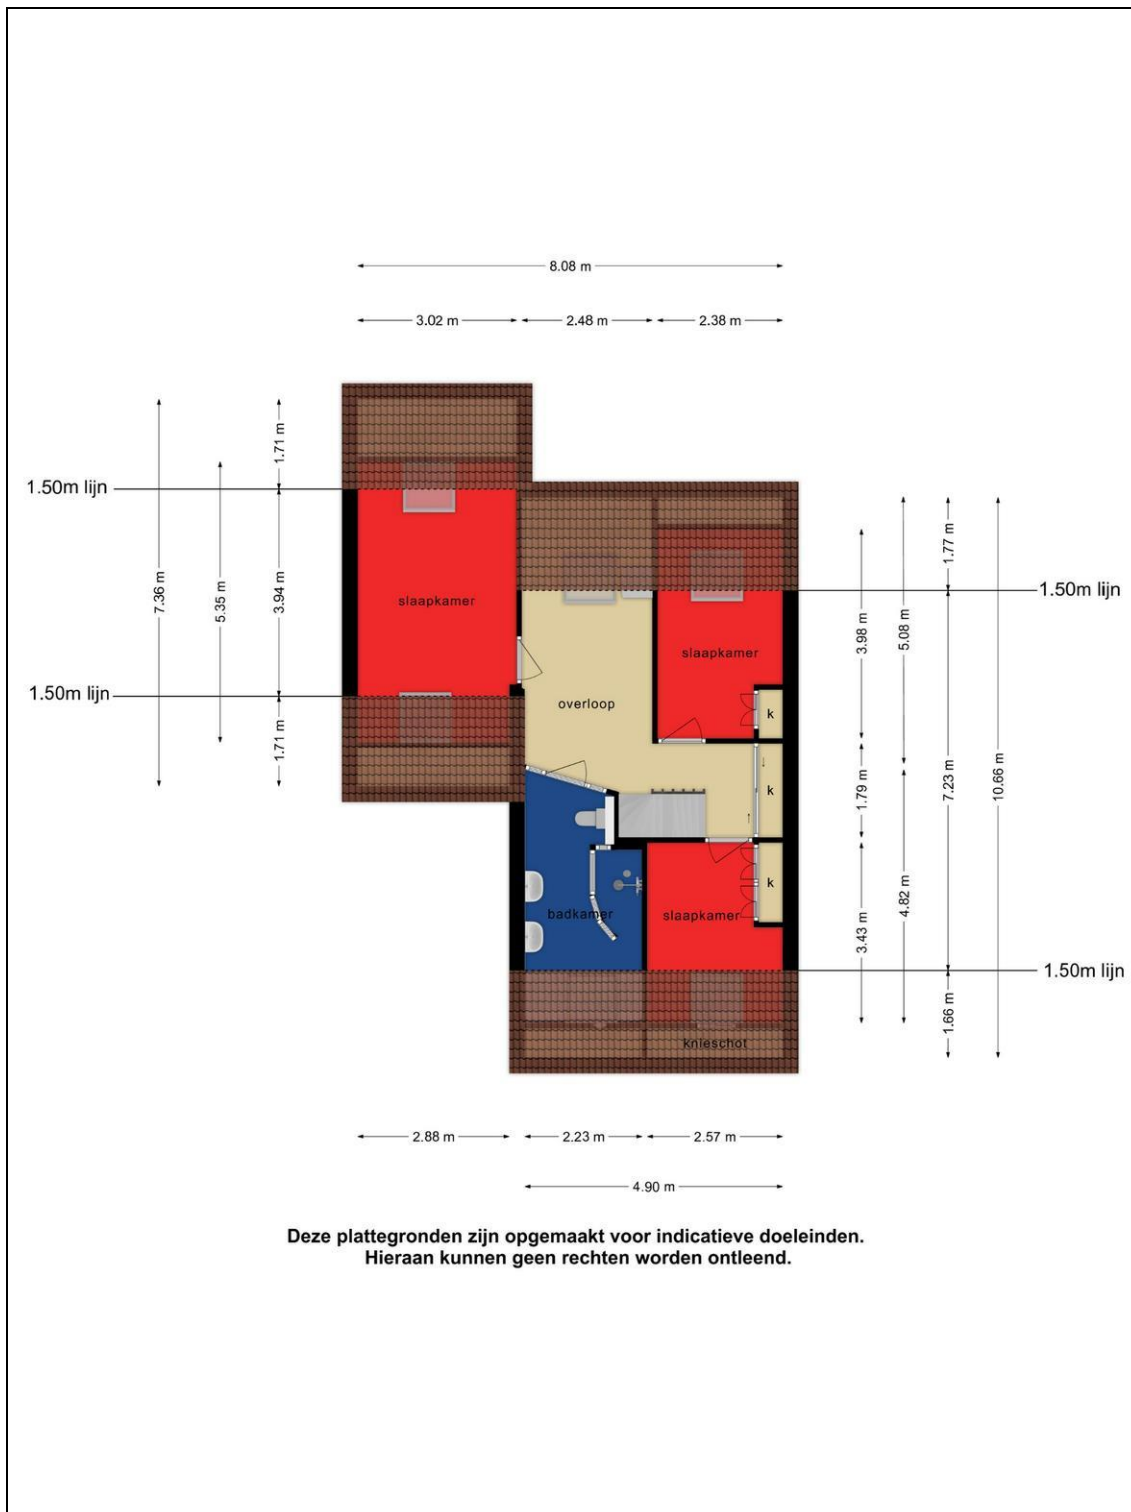 8.08 m
3.02 m
2.48 m
2.38 m
1.71 m
1.50m lijn
7.36 m
5.35 m
3.94 m
slaapkamer
1.50m lijn
1.71 m
1.77 m
1.50m lijn
3.98 m
5.08 m
slaapkamer
overloop
k
k
1.79 m
7.23 m
10.66 m
k
badkamer
slaapkamer
4.82 m
3.43 m
1.50m lijn
1.66 m
knieschot
2.88 m
2.23 m
2.57 m
4.90 m
Deze plattegronden zijn opgemaakt voor indicatieve doeleinden.
Hieraan kunnen geen rechten worden ontleend.